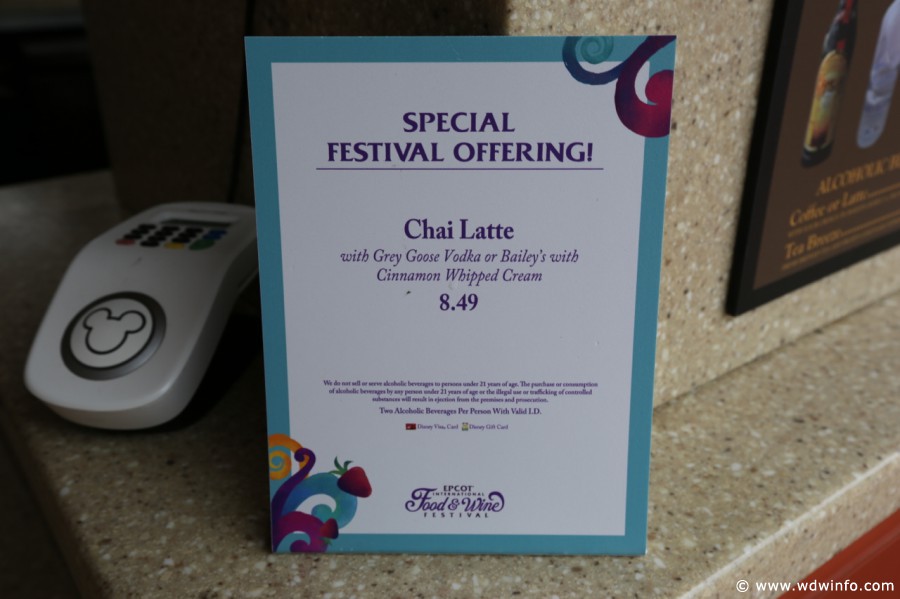 SPECIAL
FESTIVAL OFFERING!
Chai Latte
with Grey Goose Vodka or Bailey's with
Cinnamon Whipped Cream
8.49
We do not sell or serve alcoholic beverages to persons under 21 years of age. The purchase or consumption
of alcoholic beverages by any person under 21 years of age or the illegal use or trafficking of controlled
substances will result in ejection from the premises and prosecution.
Two Alcoholic Beverages Per Person With Valid I.D.
Disney Visa, Card Disney Gift Card
EPCOT
INTERNATIONAL
Food & Wine
FESTIVAL
ALCOHOLIC
Coffee or Latte
Tea Breeze
© www.wdwinfo.com